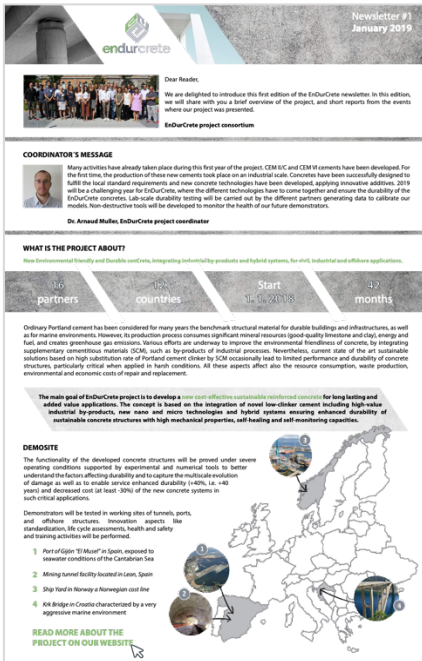 Newsletter #1
January 2019
endurcrete
Dear Reader,
We are delighted to introduce this first edition of the EnDurCrete newsletter. In this edition,
we will share with you a brief overview of the project, and short reports from the events
where our project was presented.
EnDurCrete project consortium
COORDINATOR´S MESSAGE
Many activities have already taken place during this first year of the project. CEM II/C and CEM VI cements have been developed. For
the first time, the production of these new cements took place on an industrial scale. Concretes have been successfully designed to
fulfill the local standard requirements and new concrete technologies have been developed, applying innovative additives. 2019
will be a challenging year for EnDurCrete, where the different technologies have to come together and ensure the durability of the
EnDurCrete concretes. Lab-scale durability testing will be carried out by the different partners generating data to calibrate our
models. Non-destructive tools will be developed to monitor the health of our future demonstrators.
Dr. Arnaud Muller, EnDurCrete project coordinator
WHAT IS THE PROJECT ABOUT?
New Environmental friendly and Durable conCrete, integrating industrial by-products and hybrid systems, for civil, industrial and offshore applications.
16
partners
12
countries
Start
1. 1. 2018
42
months
Ordinary Portland cement has been considered for many years the benchmark structural material for durable buildings and infrastructures, as well
as for marine environments. However, its production process consumes significant mineral resources (good-quality limestone and clay), energy and
fuel, and creates greenhouse gas emissions. Various efforts are underway to improve the environmental friendliness of concrete, by integrating
supplementary cementitious materials (SCM), such as by-products of industrial processes. Nevertheless, current state of the art sustainable
solutions based on high substitution rate of Portland cement clinker by SCM occasionally lead to limited performance and durability of concrete
structures, particularly critical when applied in harsh conditions. All these aspects affect also the resource consumption, waste production,
environmental and economic costs of repair and replacement.
The main goal of EnDurCrete project is to develop a new cost-effective sustainable reinforced concrete for long lasting and
added value applications. The concept is based on the integration of novel low-clinker cement including high-value
industrial by-products, new nano and micro technologies and hybrid systems ensuring enhanced durability of
sustainable concrete structures with high mechanical properties, self-healing and self-monitoring capacities.
DEMOSITE
The functionality of the developed concrete structures will be proved under severe
operating conditions supported by experimental and numerical tools to better
understand the factors affecting durability and to capture the multiscale evolution
of damage as well as to enable service enhanced durability (+40%, i.e. +40
years) and decreased cost (at least -30%) of the new concrete systems in
such critical applications.
Demonstrators will be tested in working sites of tunnels, ports,
and offshore structures. Innovation aspects like
standardization, life cycle assessments, health and safety
and training activities will be performed.
1 Port of Gijón "El Musel" in Spain, exposed to
seawater conditions of the Cantabrian Sea
2 Mining tunnel facility located in Leon, Spain
3 Ship Yard in Norway a Norwegian cost line
4 Krk Bridge in Croatia characterized by a very
aggressive marine environment
READ MORE ABOUT THE
PROJECT ON OUR WEBSITE
3
1
2
4